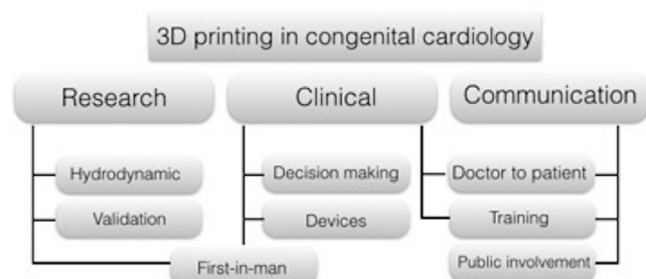 3D printing in congenital cardiology
Research
Clinical
Communication
Hydrodynamic
Decision making
Doctor to patient
Validation
Devices
Training
First-in-man
Public involvement